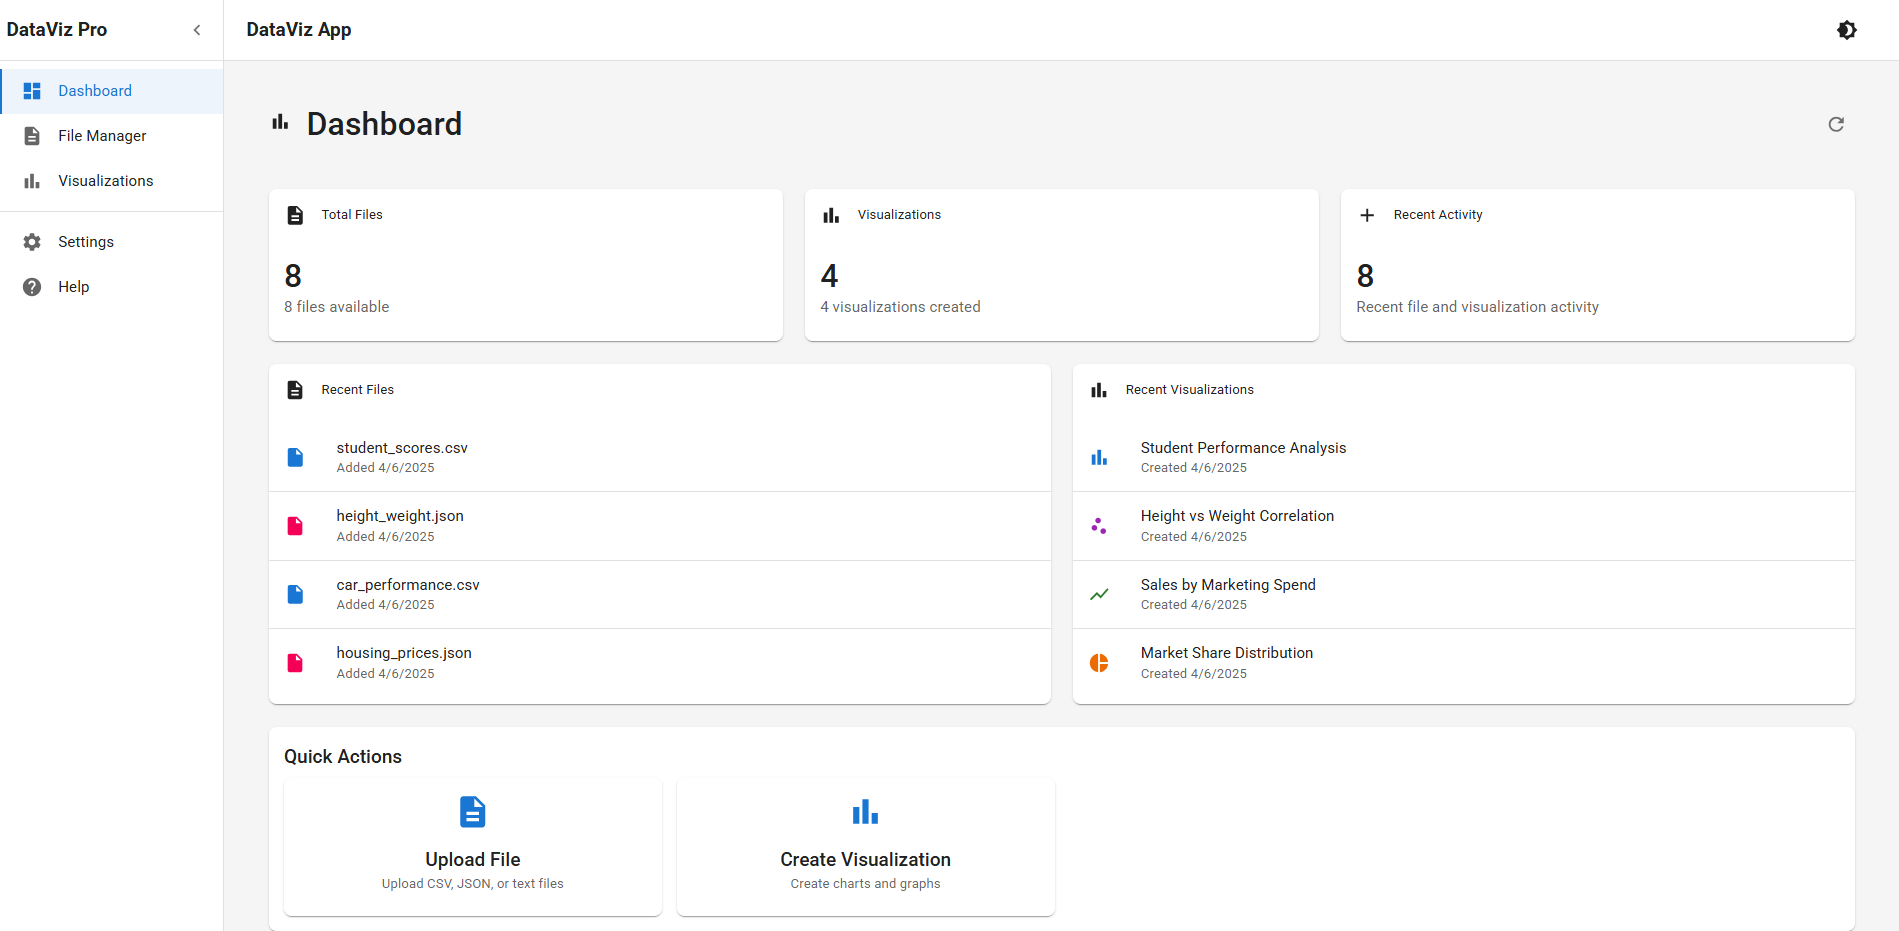 DataViz Pro
DataViz App
Dashboard
File Manager
Visualizations
Settings
Help
Dashboard
Total Files
8
8 files available
Visualizations
4
4 visualizations created
Recent Activity
8
Recent file and visualization activity
Recent Files
student_scores.csv
Added 4/6/2025
height_weight.json
Added 4/6/2025
car_performance.csv
Added 4/6/2025
housing_prices.json
Added 4/6/2025
Recent Visualizations
Student Performance Analysis
Created 4/6/2025
Height vs Weight Correlation
Created 4/6/2025
Sales by Marketing Spend
Created 4/6/2025
Market Share Distribution
Created 4/6/2025
Quick Actions
Upload File
Upload CSV, JSON, or text files
Create Visualization
Create charts and graphs